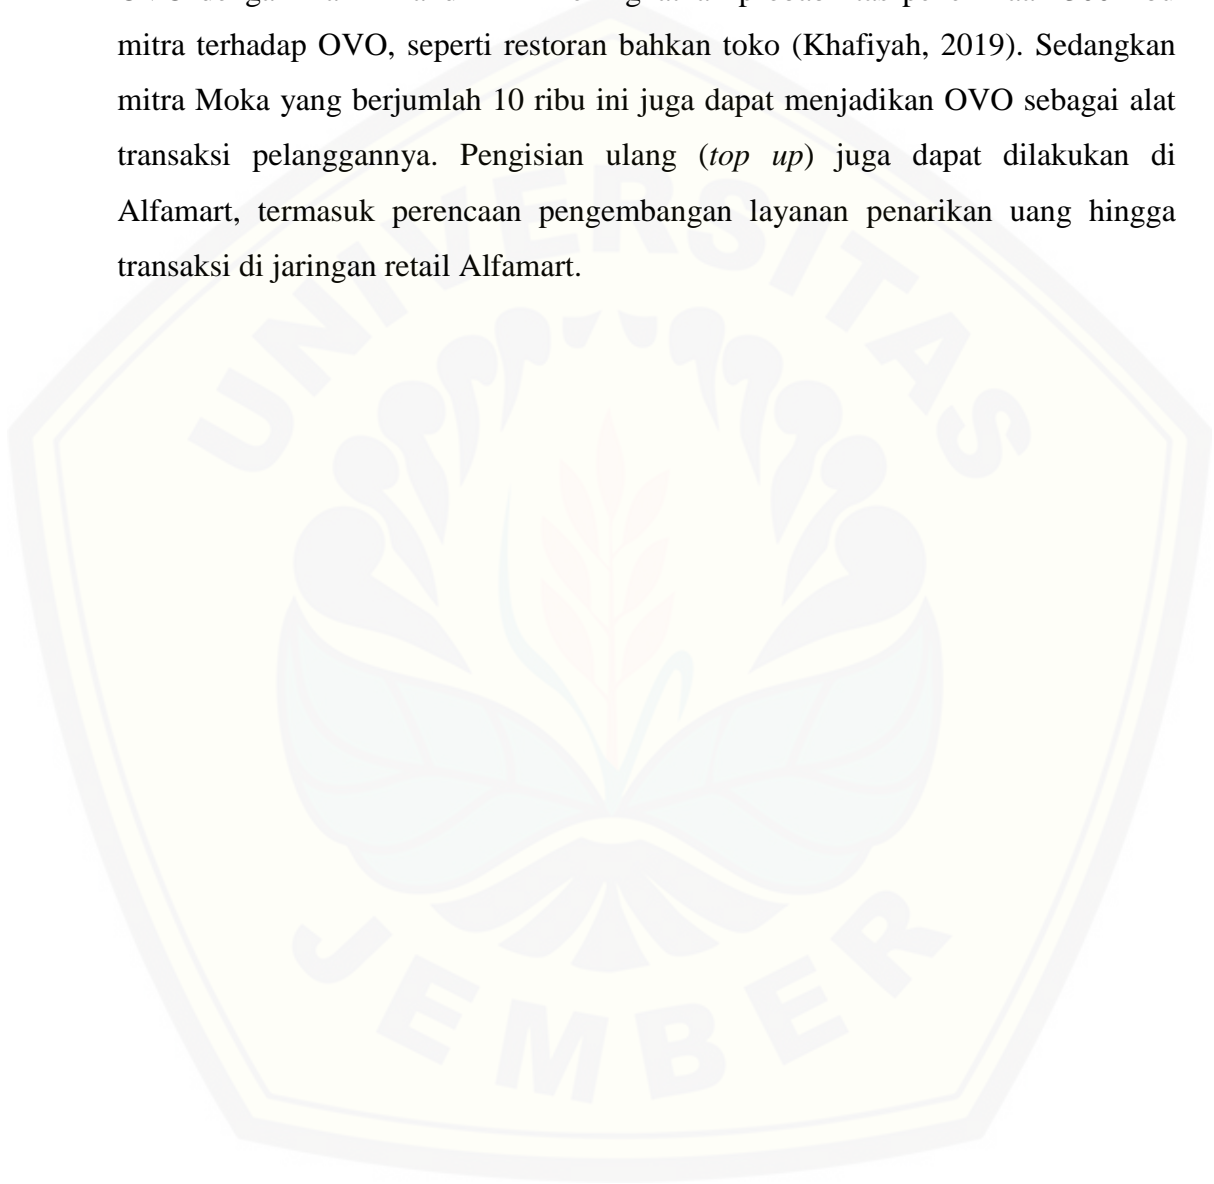 mitra terhadap OVO, seperti restoran bahkan toko (Khafiyah, 2019). Sedangkan
mitra Moka yang berjumlah 10 ribu ini juga dapat menjadikan OVO sebagai alat
transaksi pelanggannya. Pengisian ulang (top up) juga dapat dilakukan di
Alfamart, termasuk perencaan pengembangan layanan penarikan uang hingga
transaksi di jaringan retail Alfamart.
UNIVERSITAS
JEMBER